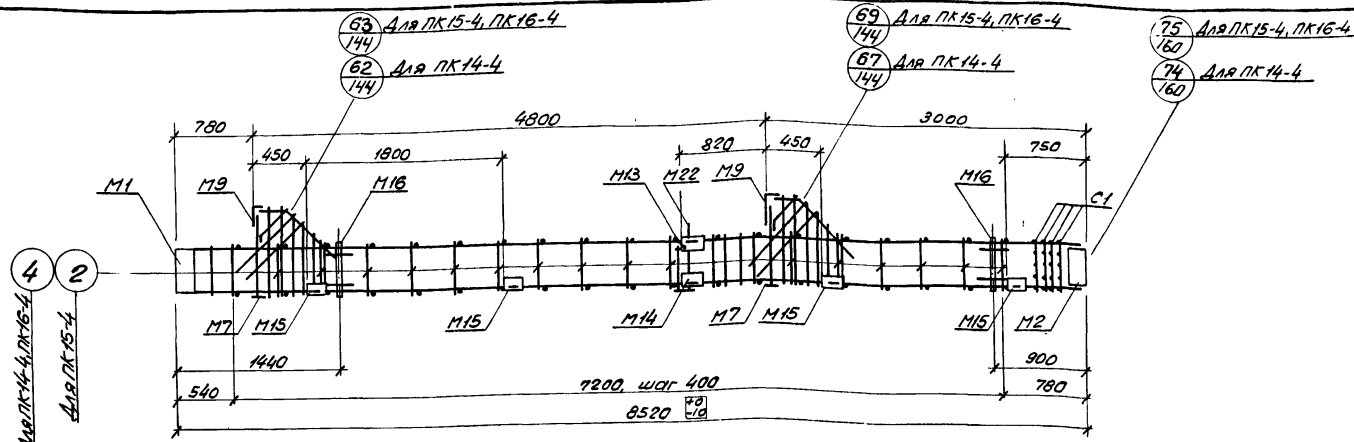 63 Для ПК15-4, ПК16-4
144
62 Для ПК14-4
144
69 Для ПК15-4, ПК16-4
144
67 Для ПК14-4
144
75 Для ПК15-4, ПК16-4
160
74 Для ПК14-4
160
780 4800 3000
450 1800 820 450 750
М1 М9 М16 М13 М22 М9 М16 С1
4 2
Для ПК14-4, ПК16-4
Для ПК15-4
М7 М15 М15 М14 М7 М15 М15 М2
1440 900
540 7200, шаг 400 780
8520 +0 -10